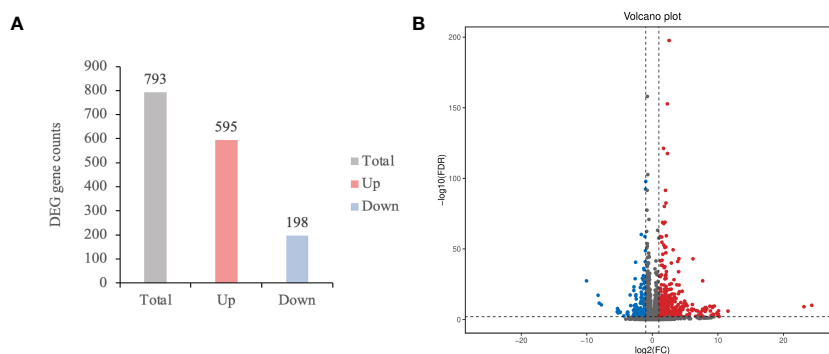 A
900
800
700
600
500
400
300
200
100
0
DEG gene counts
793
595
198
Total
Up
Down
Total
Up
Down
B
Volcano plot
200
150
100
50
0
−log10(FDR)
−20
−10
0
10
20
log2(FC)